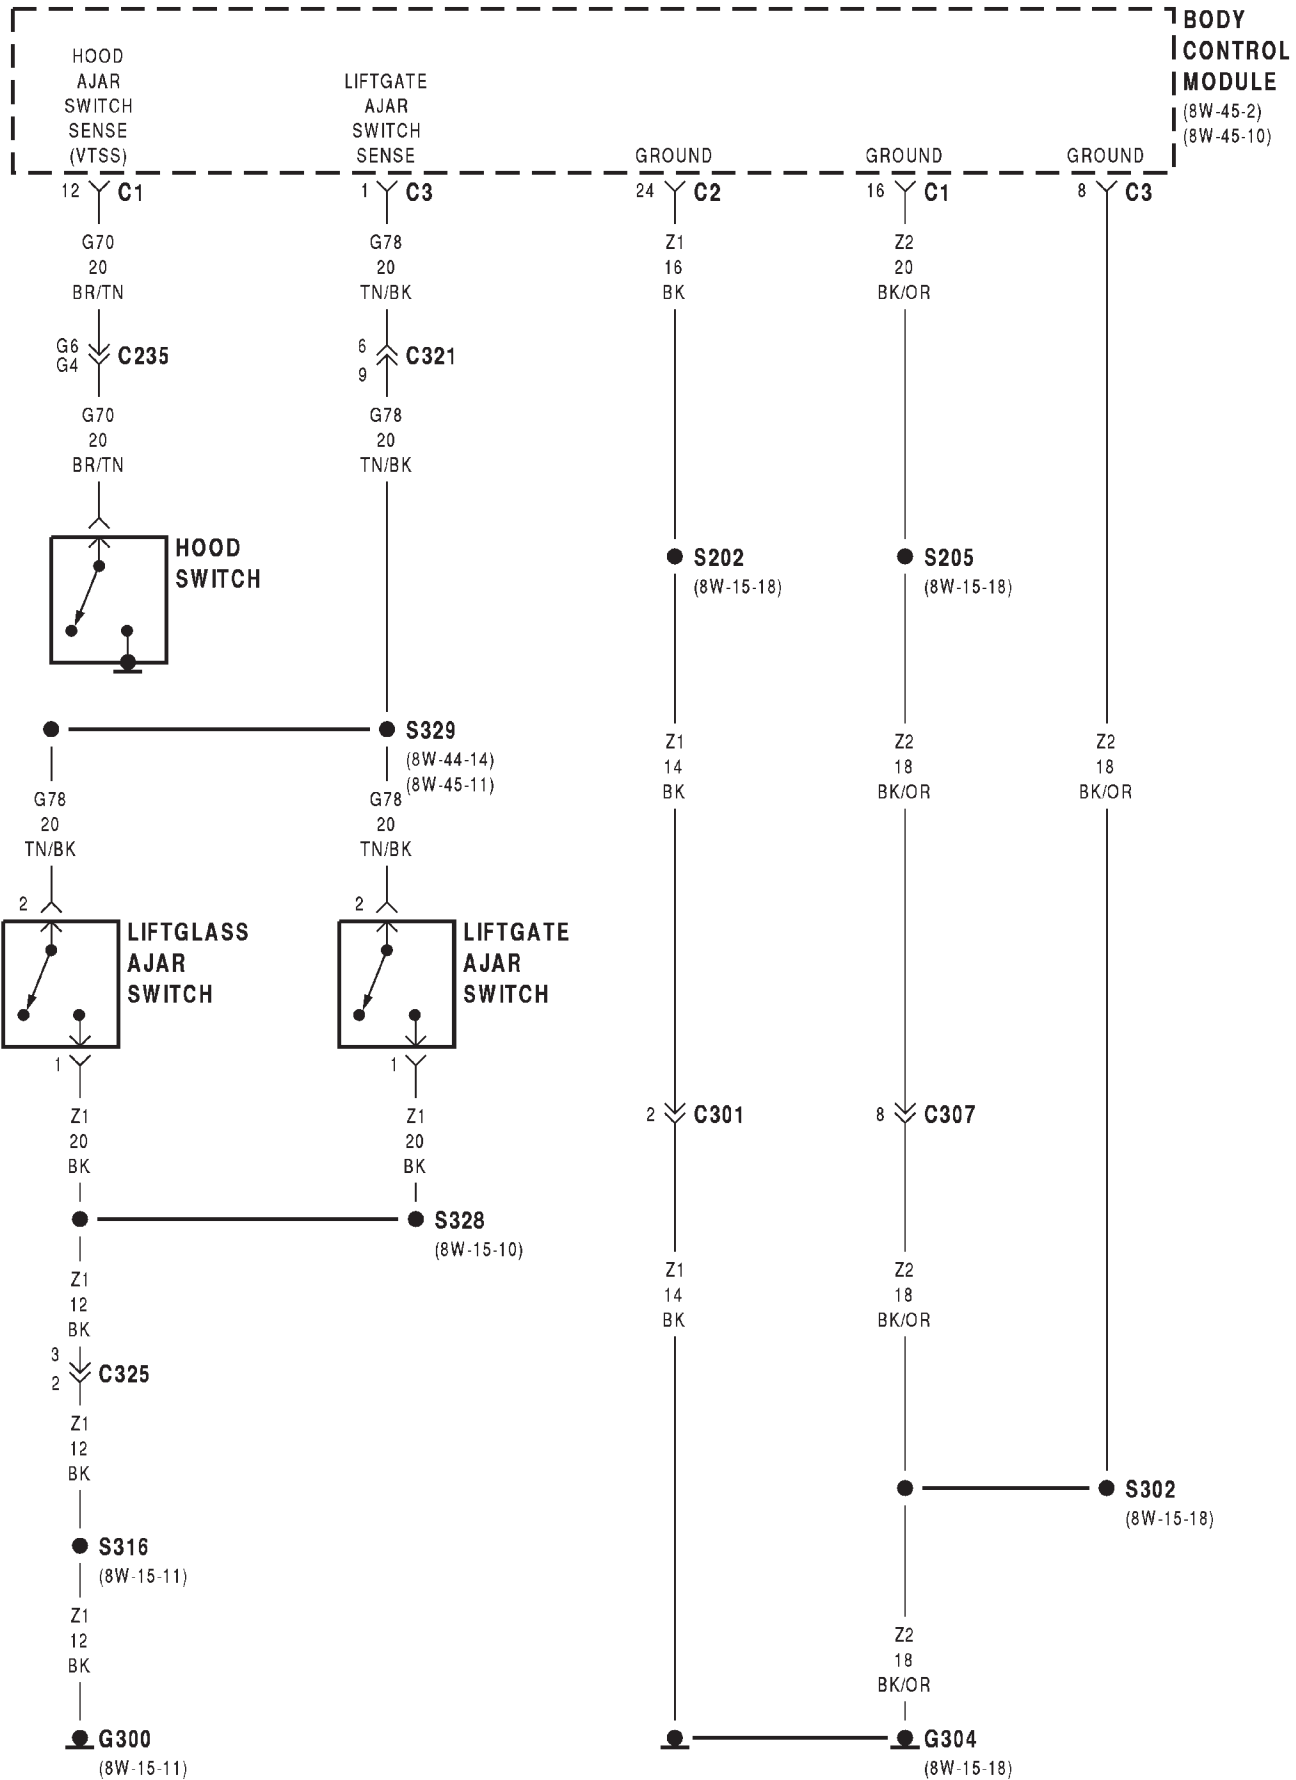 BODY
CONTROL
MODULE
(8W-45-2)
(8W-45-10)
HOOD
AJAR
SWITCH
SENSE
(VTSS)
LIFTGATE
AJAR
SWITCH
SENSE
GROUND
GROUND
GROUND
12 C1
1 C3
24 C2
16 C1
8 C3
G70
20
BR/TN
G78
20
TN/BK
Z1
16
BK
Z2
20
BK/OR
G6
G4
C235
6
9
C321
G70
20
BR/TN
G78
20
TN/BK
HOOD
SWITCH
S202
(8W-15-18)
S205
(8W-15-18)
S329
(8W-44-14)
(8W-45-11)
G78
20
TN/BK
G78
20
TN/BK
Z1
14
BK
Z2
18
BK/OR
Z2
18
BK/OR
2
LIFTGLASS
AJAR
SWITCH
1
2
LIFTGATE
AJAR
SWITCH
1
Z1
20
BK
Z1
20
BK
2 C301
8 C307
S328
(8W-15-10)
Z1
12
BK
Z1
14
BK
Z2
18
BK/OR
3
2
C325
Z1
12
BK
S302
(8W-15-18)
S316
(8W-15-11)
Z1
12
BK
Z2
18
BK/OR
G300
(8W-15-11)
G304
(8W-15-18)